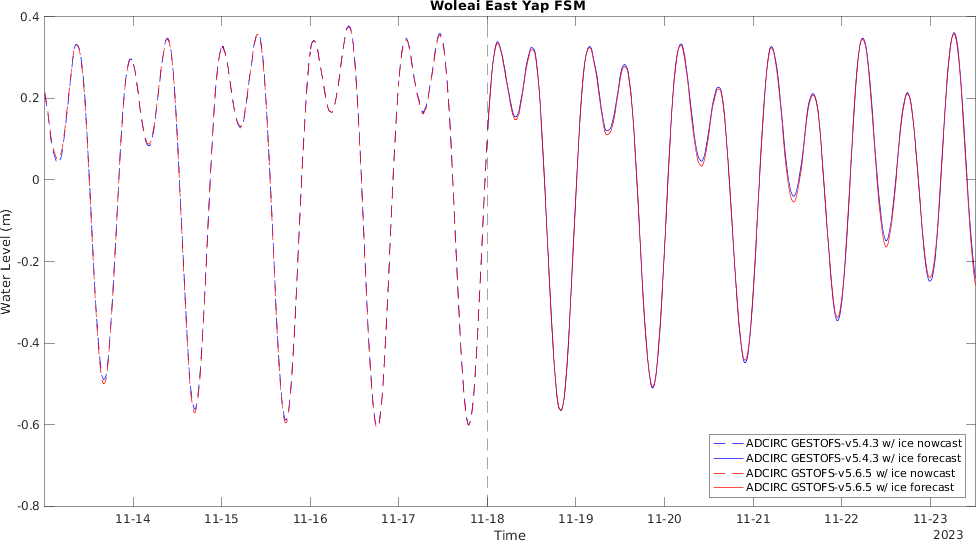 Woleai East Yap FSM
0.4
0.2
0
-0.2
-0.4
-0.6
-0.8
Water Level (m)
ADCIRC GESTOFS-v5.4.3 w/ ice nowcast
ADCIRC GESTOFS-v5.4.3 w/ ice forecast
ADCIRC GSTOFS-v5.6.5 w/ ice nowcast
ADCIRC GSTOFS-v5.6.5 w/ ice forecast
11-14 11-15 11-16 11-17 11-18 11-19 11-20 11-21 11-22 11-23
Time
2023